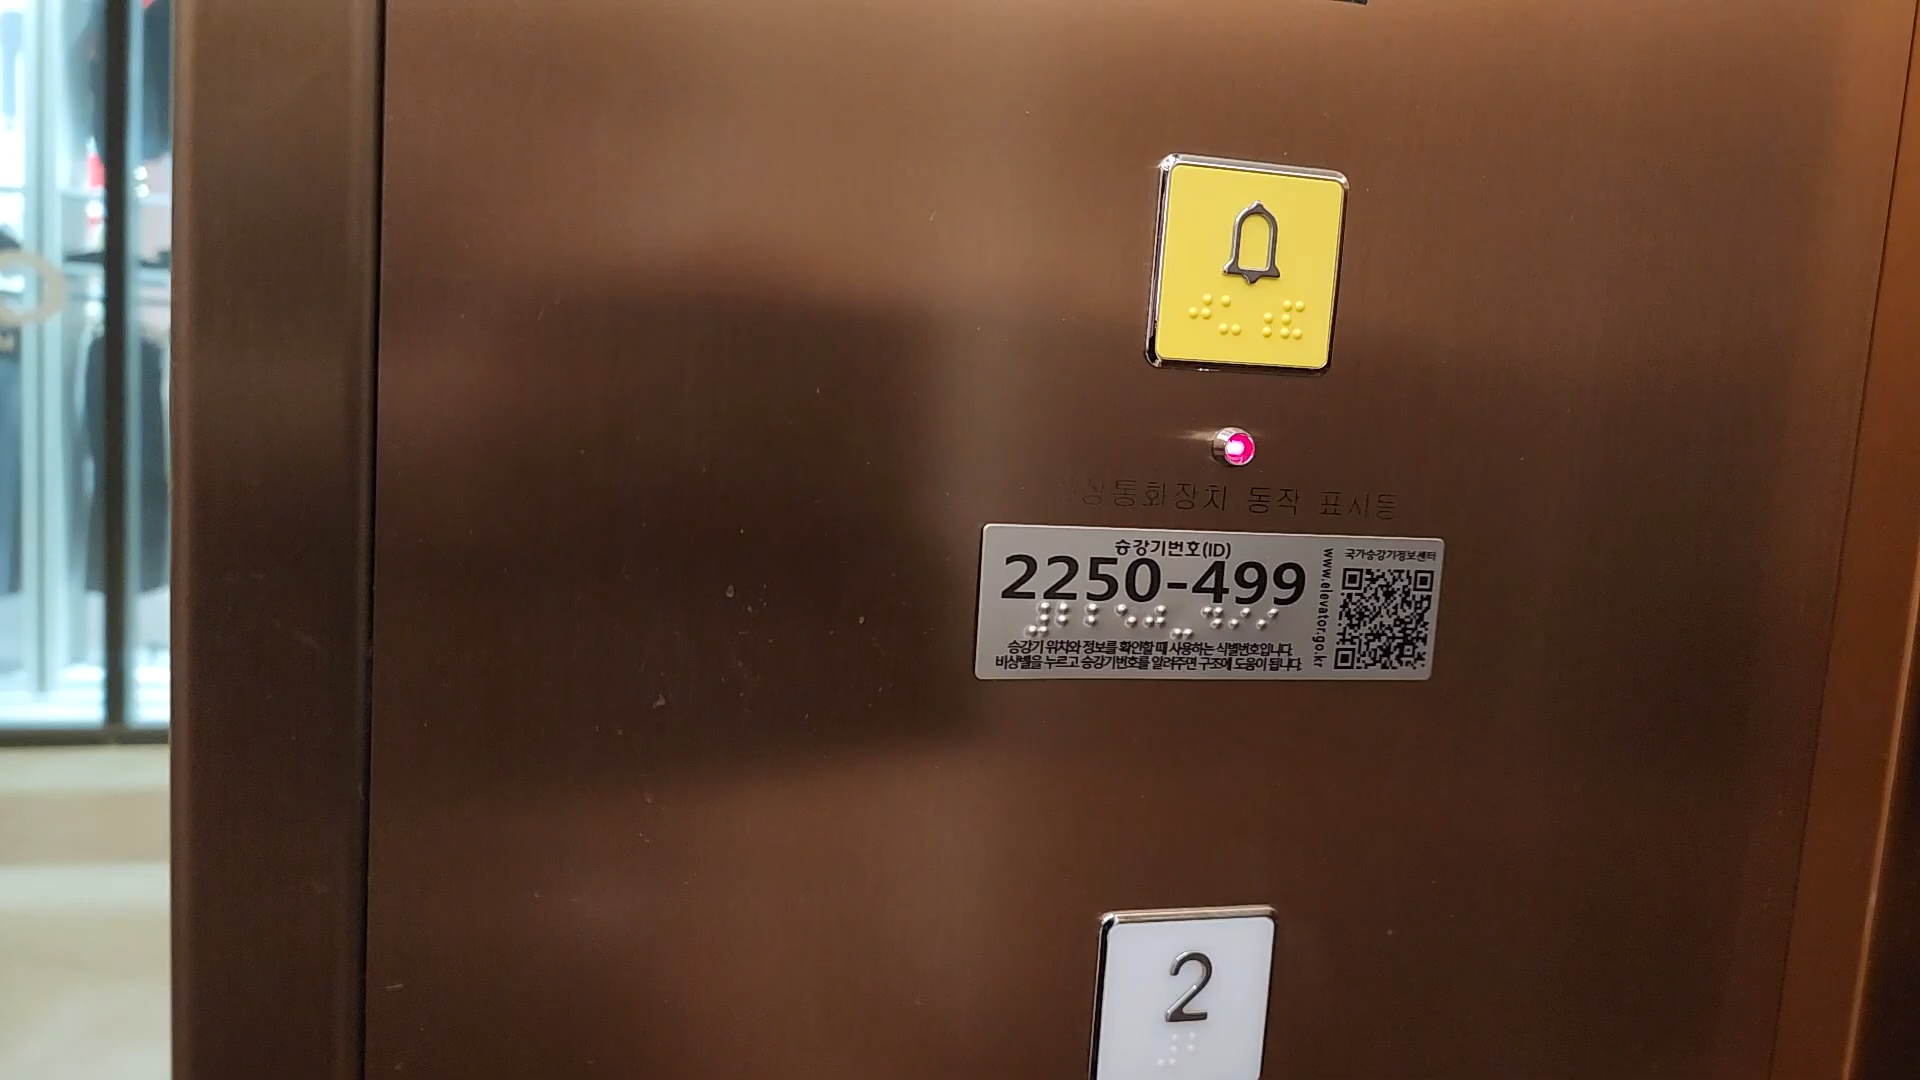 비상통화장치 동작 표시등
승강기번호(ID)
2250-499
승강기 위치와 정보를 확인할 때 사용하는 식별번호입니다.
비상벨을 누르고 승강기번호를 알려주면 구조에 도움이 됩니다.
www.elevator.go.kr
국가승강기정보센터
2